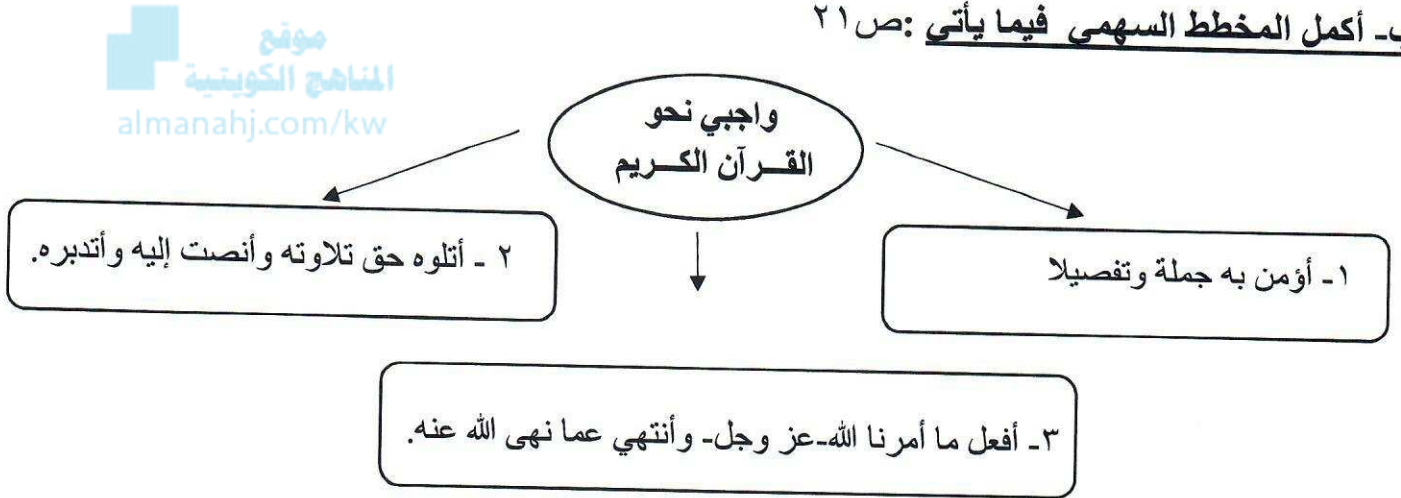 ب- أكمل المخطط السهمي فيما يأتي :ص٢١
موقع
المناهج الكويتية
almanahj.com/kw
واجبي نحو
القـرآن الكـريم
١- أؤمن به جملة وتفصيلا
٢ - أتلوه حق تلاوته وأنصت إليه وأتدبره.
٣- أفعل ما أمرنا الله-عز وجل- وأنتهي عما نهى الله عنه.